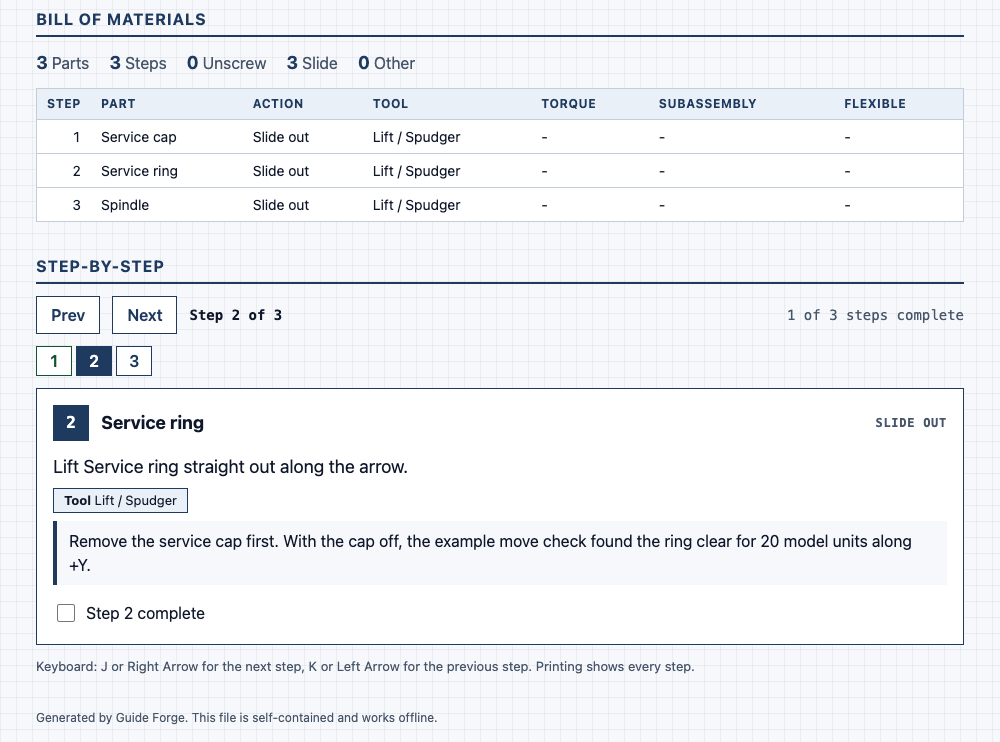 BILL OF MATERIALS
3 Parts 3 Steps 0 Unscrew 3 Slide 0 Other
STEP PART ACTION TOOL TORQUE SUBASSEMBLY FLEXIBLE
1 Service cap Slide out Lift / Spudger - - -
2 Service ring Slide out Lift / Spudger - - -
3 Spindle Slide out Lift / Spudger - - -
STEP-BY-STEP
Prev Next Step 2 of 3 1 of 3 steps complete
1 2 3
2 Service ring SLIDE OUT
Lift Service ring straight out along the arrow.
Tool Lift / Spudger
Remove the service cap first. With the cap off, the example move check found the ring clear for 20 model units along
+Y.
Step 2 complete
Keyboard: J or Right Arrow for the next step, K or Left Arrow for the previous step. Printing shows every step.
Generated by Guide Forge. This file is self-contained and works offline.